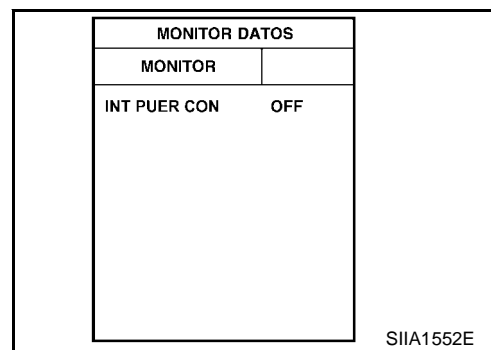 MONITOR DATOS
MONITOR
INT PUER CON OFF
SIIA1552E